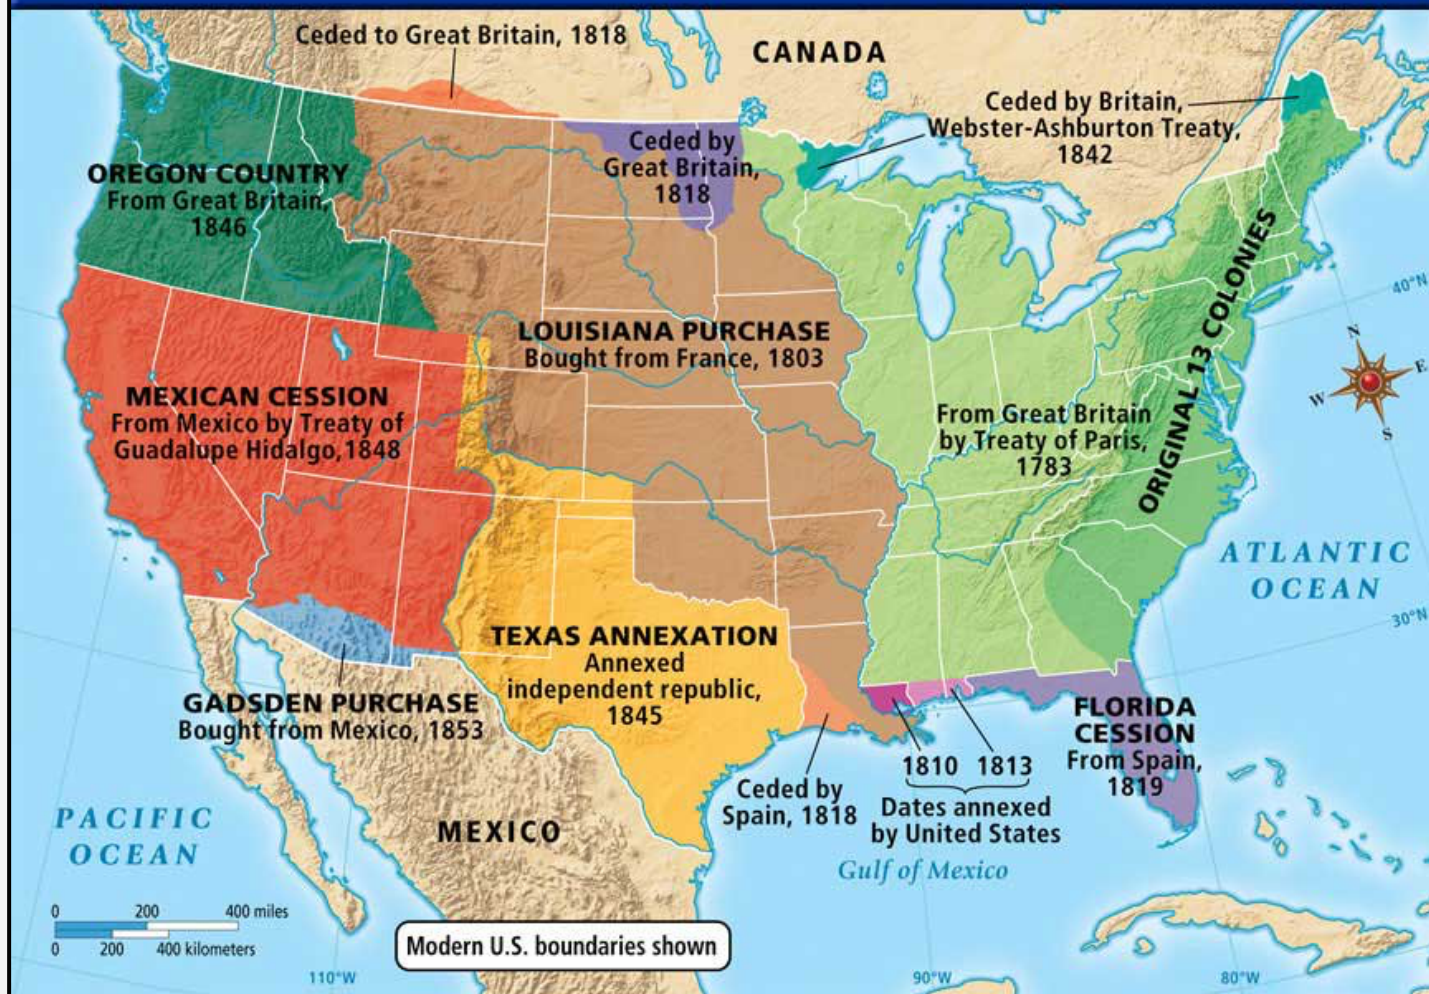 Ceded to Great Britain, 1818
CANADA
Ceded by Britain,
Webster-Ashburton Treaty,
1842
Ceded by
Great Britain,
1818
OREGON COUNTRY
From Great Britain,
1846
ORIGINAL 13 COLONIES
40°N
LOUISIANA PURCHASE
Bought from France, 1803
N
E
W
S
MEXICAN CESSION
From Mexico by Treaty of
Guadalupe Hidalgo,1848
From Great Britain
by Treaty of Paris,
1783
ATLANTIC
OCEAN
30°N
TEXAS ANNEXATION
Annexed
independent republic,
1845
GADSDEN PURCHASE
Bought from Mexico, 1853
FLORIDA
CESSION
From Spain,
1819
1810 1813
Dates annexed
by United States
Ceded by
Spain, 1818
PACIFIC
OCEAN
MEXICO
Gulf of Mexico
0 200 400 miles
0 200 400 kilometers
Modern U.S. boundaries shown
110°W
90°W
80°W